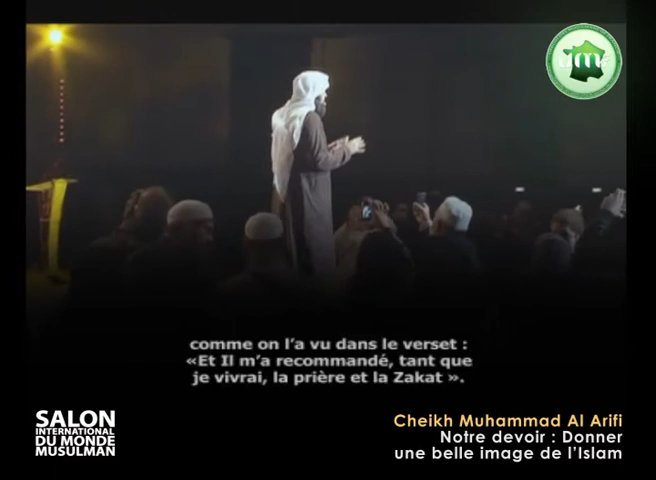 umk
comme on l'a vu dans le verset :
«Et Il m'a recommandé, tant que
je vivrai, la prière et la Zakat ».
SALON
INTERNATIONAL
DU MONDE
MUSULMAN
Cheikh Muhammad Al Arifi
Notre devoir : Donner
une belle image de l'Islam